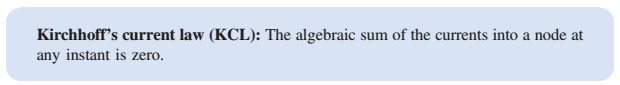 Kirchhoff's current law (KCL): The algebraic sum of the currents into a node at
any instant is zero.